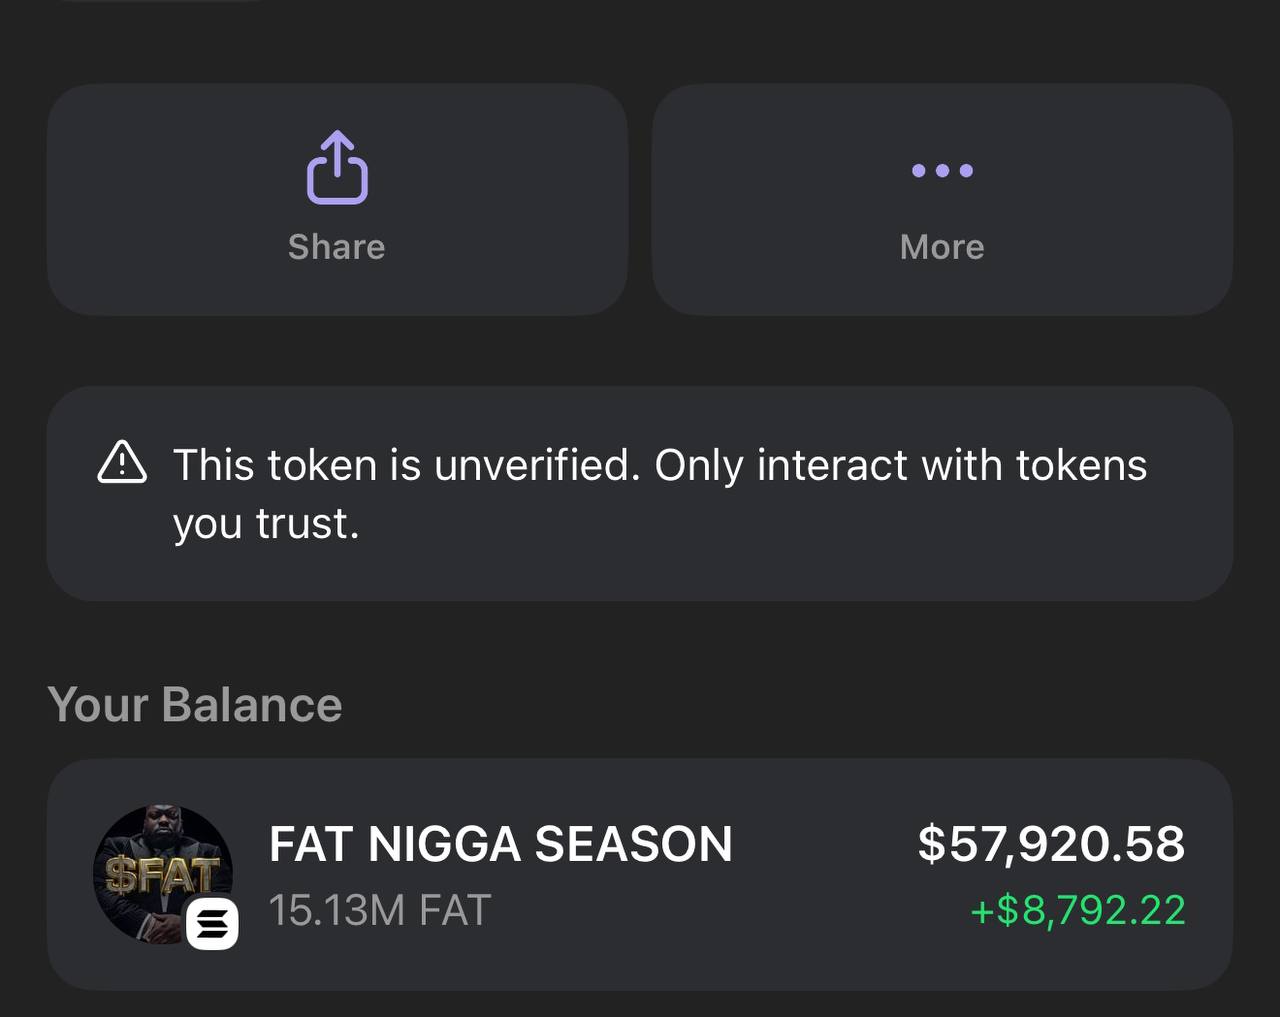 Share
More
This token is unverified. Only interact with tokens
you trust.
Your Balance
$FAT
FAT NIGGA SEASON
$57,920.58
15.13M FAT
+$8,792.22